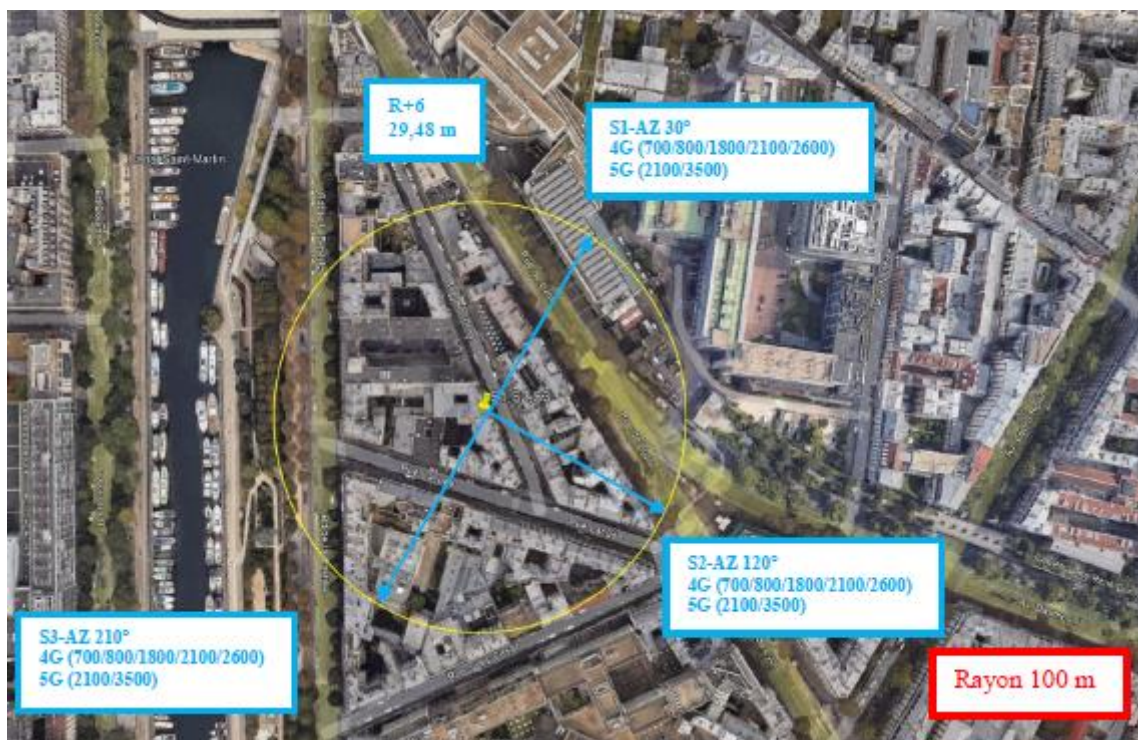 R+6
29,48 m
S1-AZ 30°
4G (700/800/1800/2100/2600)
5G (2100/3500)
S2-AZ 120°
4G (700/800/1800/2100/2600)
5G (2100/3500)
S3-AZ 210°
4G (700/800/1800/2100/2600)
5G (2100/3500)
Rayon 100 m